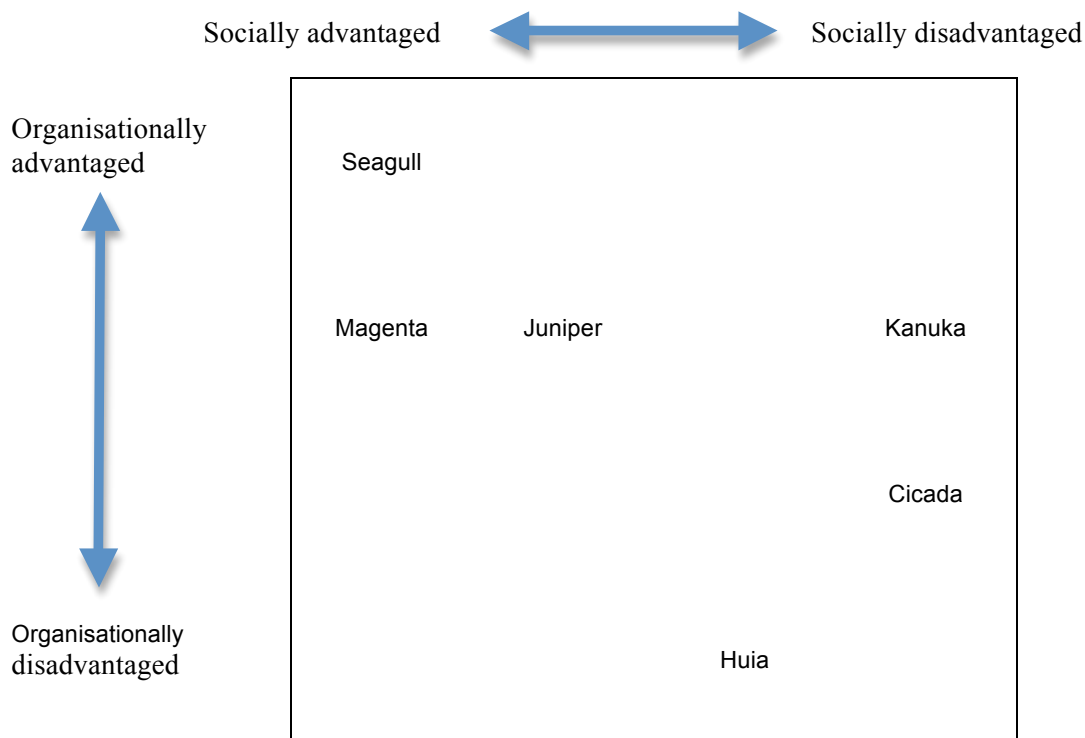 Socially advantaged Socially disadvantaged
Organisationally
advantaged
Seagull
Magenta Juniper Kanuka
Cicada
Organisationally
disadvantaged
Huia